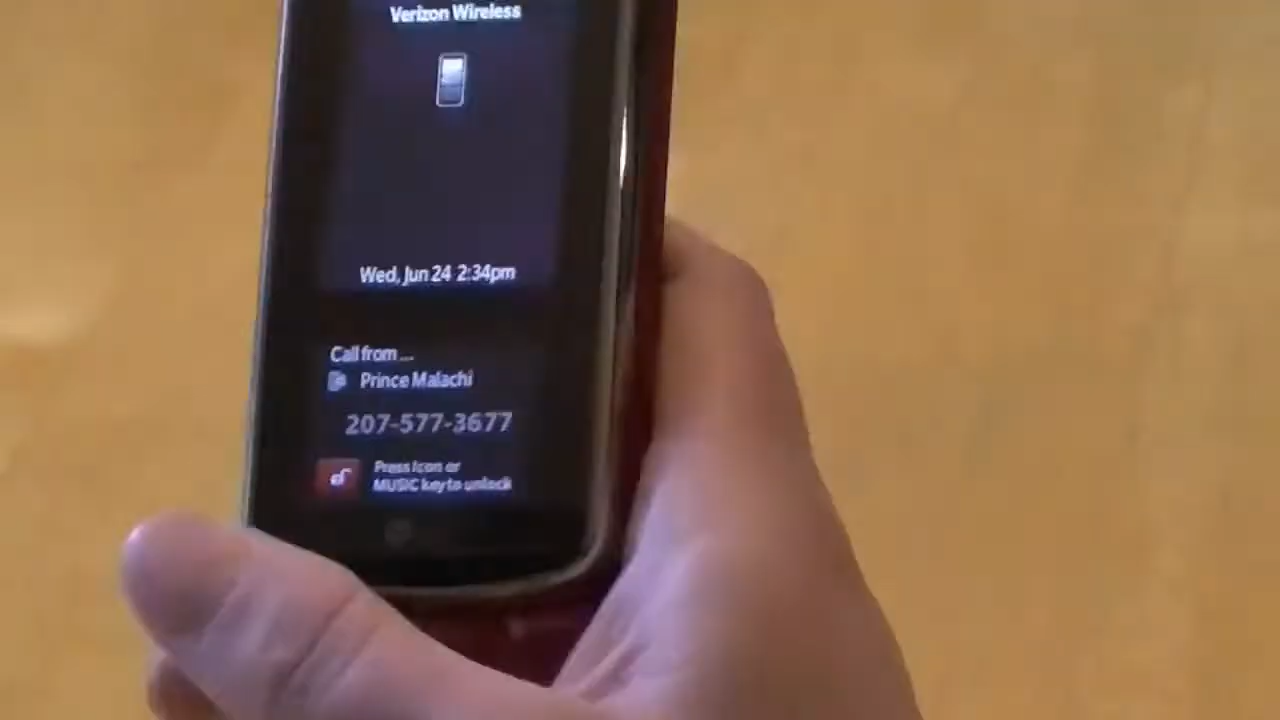 Verizon Wireless
Wed, Jun 24 2:34pm
Call from ...
Prince Malachi
207-577-3677
Press Icon or
MUSIC key to unlock